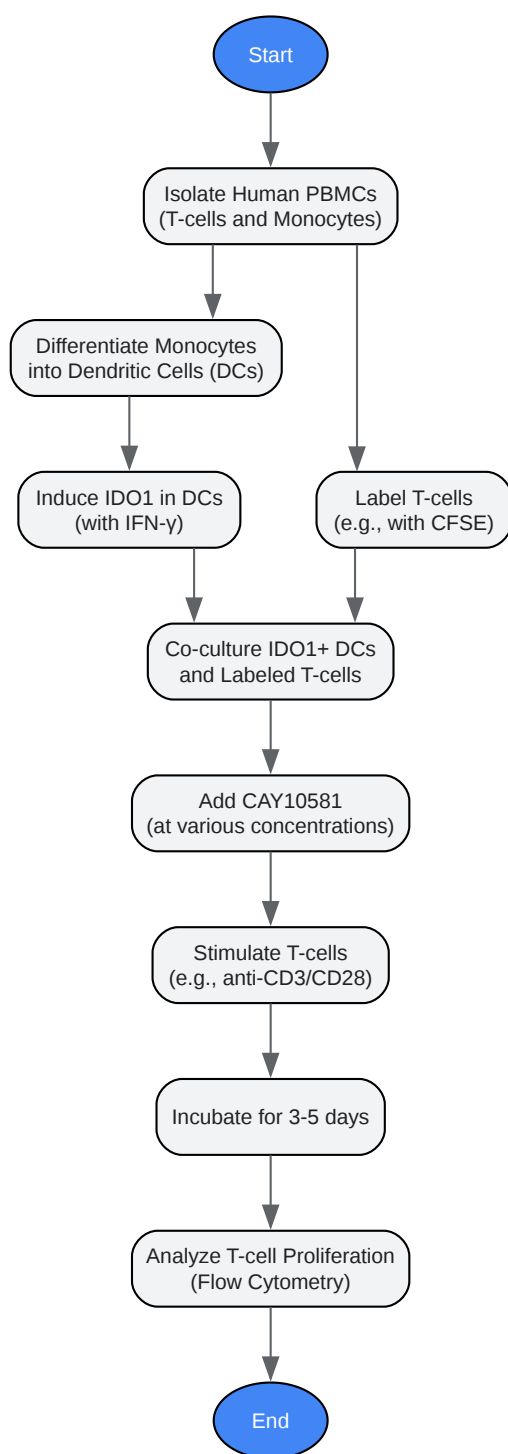 Start
Isolate Human PBMCs
(T-cells and Monocytes)
Differentiate Monocytes
into Dendritic Cells (DCs)
Induce IDO1 in DCs
(with IFN-γ)
Label T-cells
(e.g., with CFSE)
Co-culture IDO1+ DCs
and Labeled T-cells
Add CAY10581
(at various concentrations)
Stimulate T-cells
(e.g., anti-CD3/CD28)
Incubate for 3-5 days
Analyze T-cell Proliferation
(Flow Cytometry)
End